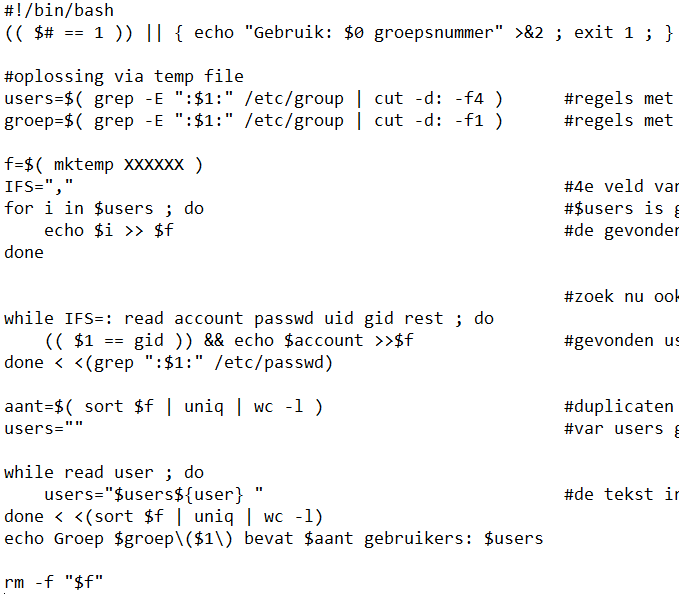 #!/bin/bash
(( $# == 1 )) || { echo "Gebruik: $0 groepsnummer" >&2 ; exit 1 ; }
#oplossing via temp file
users=$( grep -E ":$1:" /etc/group | cut -d: -f4 ) #regels met
groep=$( grep -E ":$1:" /etc/group | cut -d: -f1 ) #regels met
f=$( mktemp XXXXXX )
IFS="," #4e veld van
for i in $users ; do #$users is
echo $i >> $f #de gevonden
done
#zoek nu ook
while IFS=: read account passwd uid gid rest ; do
(( $1 == gid )) && echo $account >>$f #gevonden
done < <(grep ":$1:" /etc/passwd)
aant=$( sort $f | uniq | wc -l ) #duplicaten
users="" #var users
while read user ; do
users="$users${user} " #de tekst
done < <(sort $f | uniq | wc -l)
echo Groep $groep\($1\) bevat $aant gebruikers: $users
rm -f "$f"